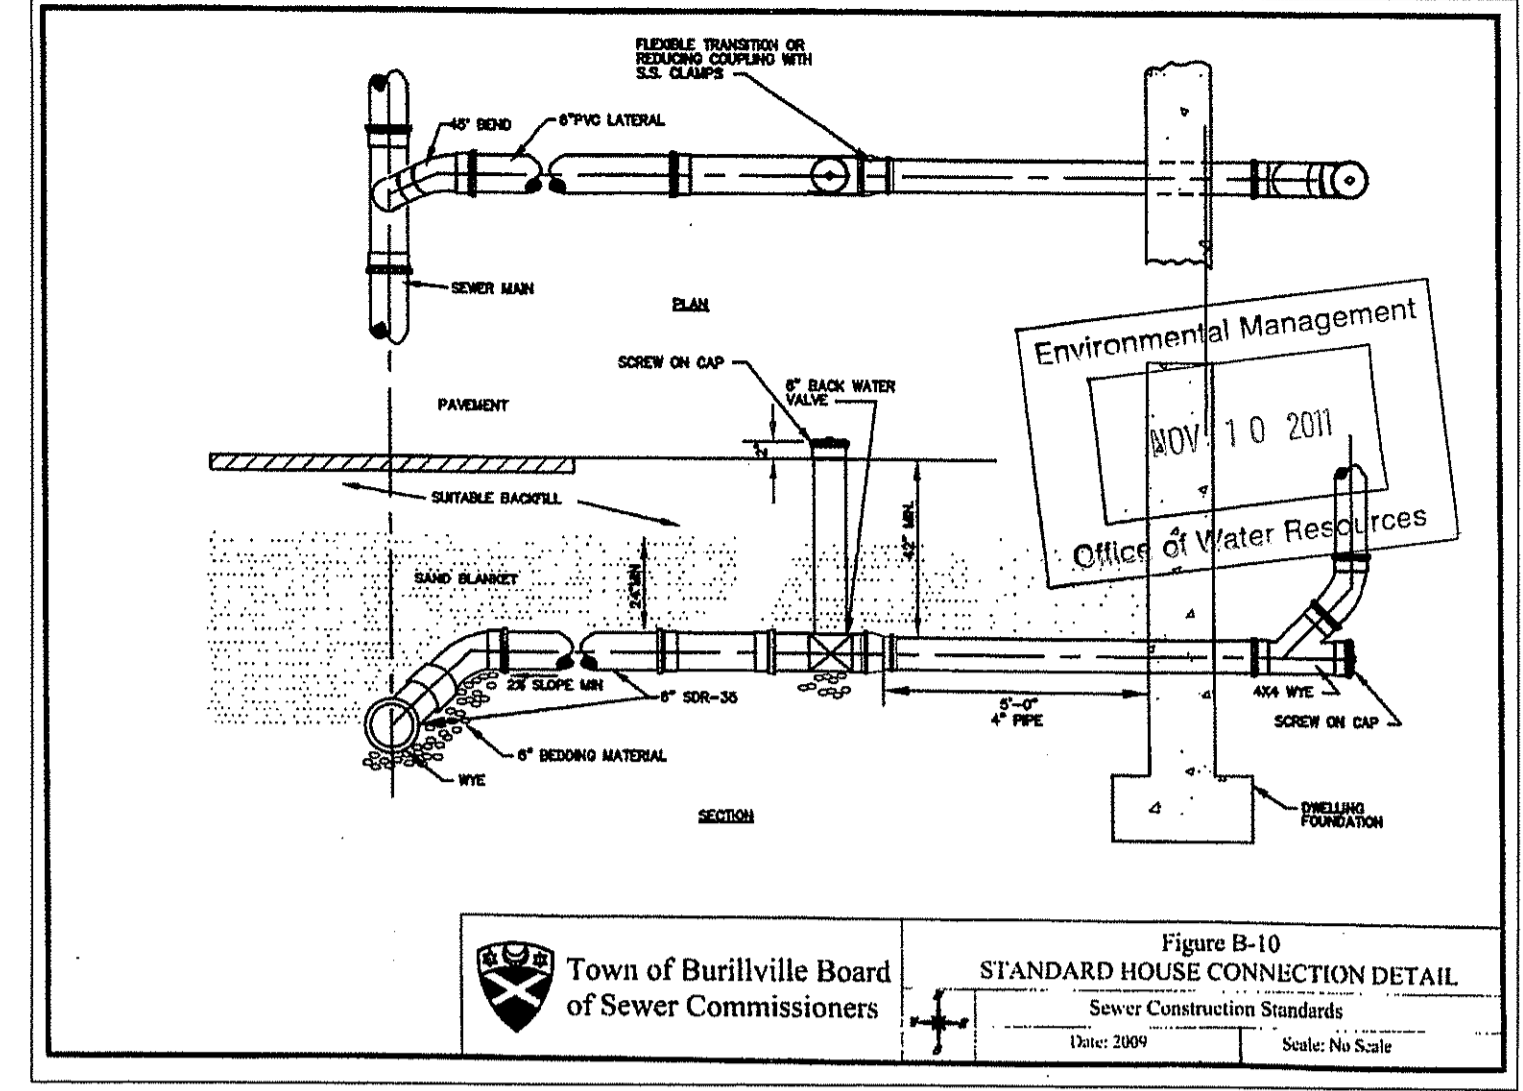 FLEXIBLE TRANSITION OR
REDUCING COUPLING WITH
S.S. CLAMPS
45° BEND
6"PVC LATERAL
SEWER MAIN
PLAN
SCREW ON CAP
6" BACK WATER
VALVE
PAVEMENT
2"
SUITABLE BACKFILL
42" MIN.
SAND BLANKET
24"MIN
2% SLOPE MIN
6" SDR-35
5'-0"
4" PIPE
4X4 WYE
SCREW ON CAP
6" BEDDING MATERIAL
WYE
SECTION
DWELLING
FOUNDATION
Environmental Management
NOV 10 2011
Office of Water Resources
Town of Burillville Board
of Sewer Commissioners
Figure B-10
STANDARD HOUSE CONNECTION DETAIL
Sewer Construction Standards
Date: 2009
Scale: No Scale